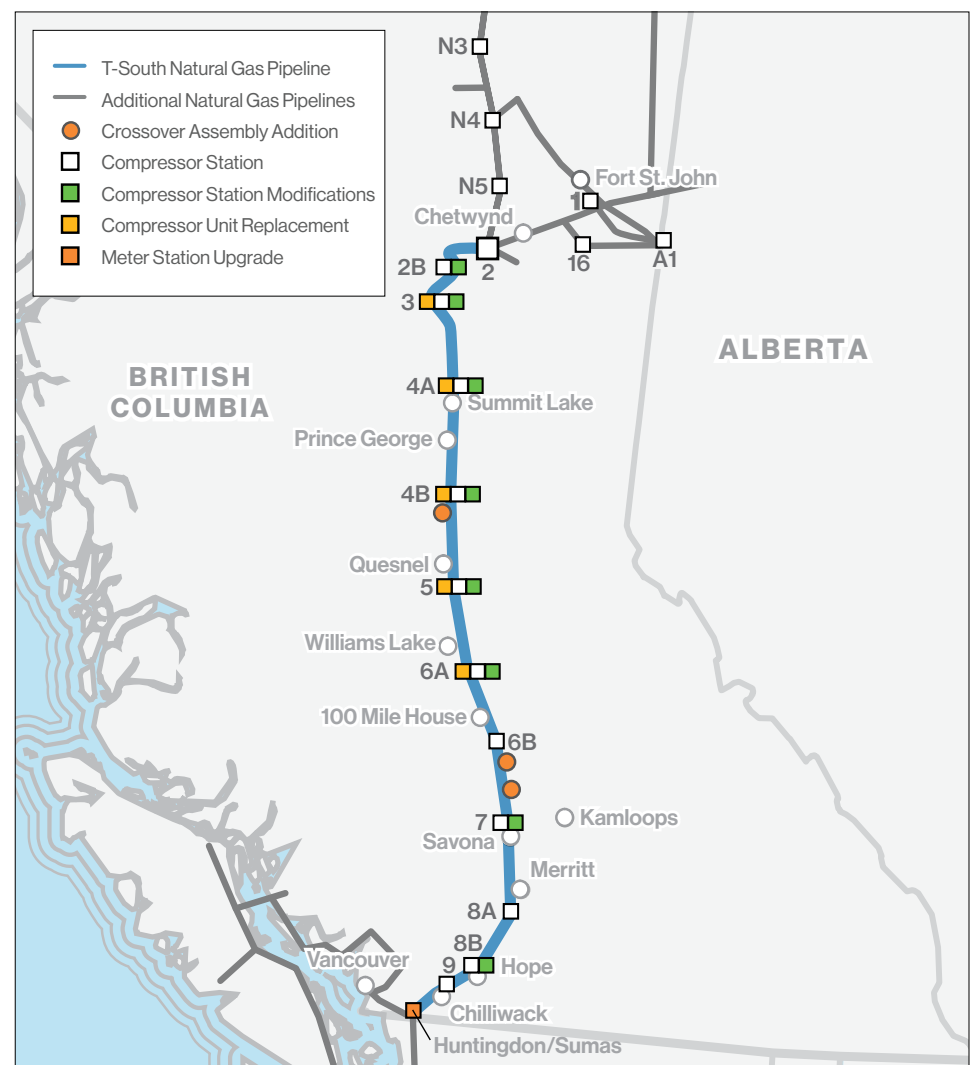 T-South Natural Gas Pipeline
Additional Natural Gas Pipelines
Crossover Assembly Addition
Compressor Station
Compressor Station Modifications
Compressor Unit Replacement
Meter Station Upgrade
N3
N4
N5
Fort St. John
1
Chetwynd
2
16
A1
2B
3
ALBERTA
BRITISH
COLUMBIA
4A
Summit Lake
Prince George
4B
Quesnel
5
Williams Lake
6A
100 Mile House
6B
7
Kamloops
Savona
Merritt
8A
8B
Vancouver
9
Hope
Chilliwack
Huntingdon/Sumas